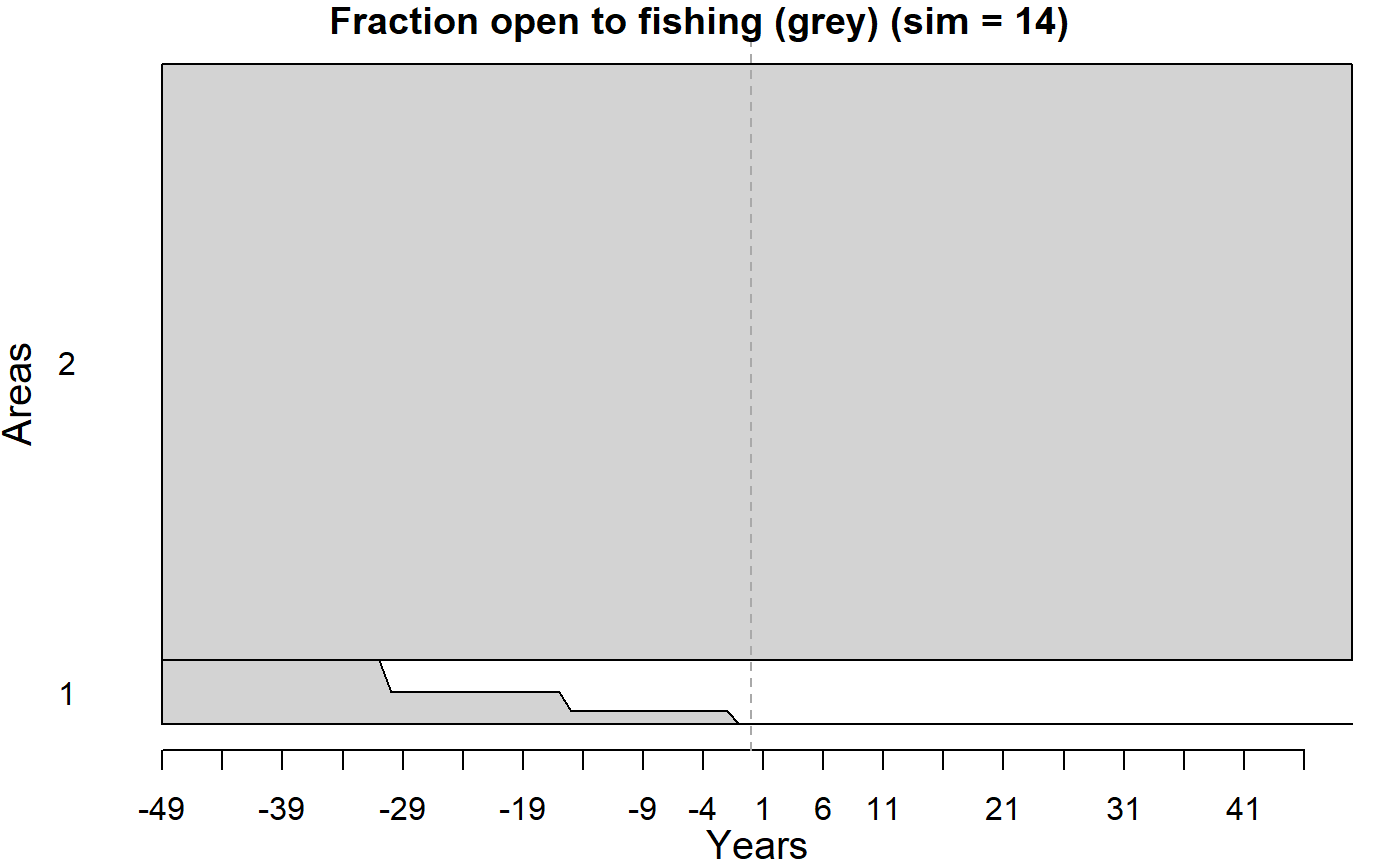 Fraction open to fishing (grey) (sim = 14)
Areas
2
1
-49 -39 -29 -19 -9 -4 1 6 11 21 31 41
Years